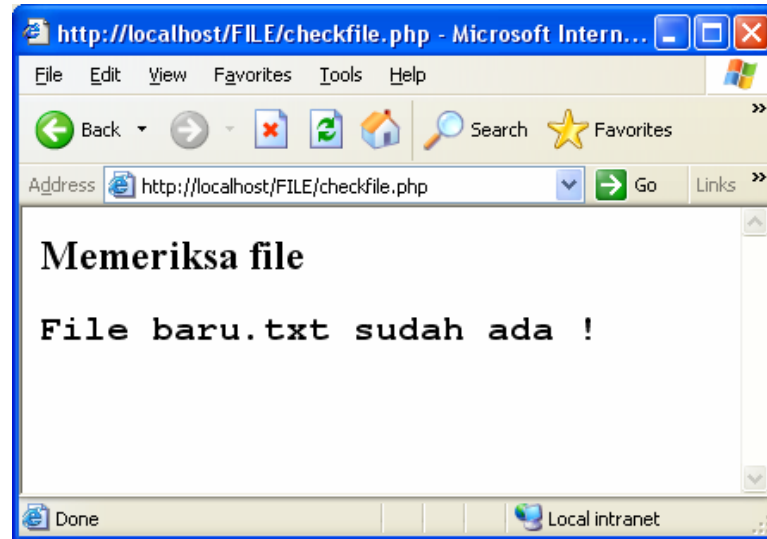 http://localhost/FILE/checkfile.php - Microsoft Intern...
File Edit View Favorites Tools Help
Back Search Favorites »
Address http://localhost/FILE/checkfile.php Go Links »
Memeriksa file
File baru.txt sudah ada !
Done Local intranet